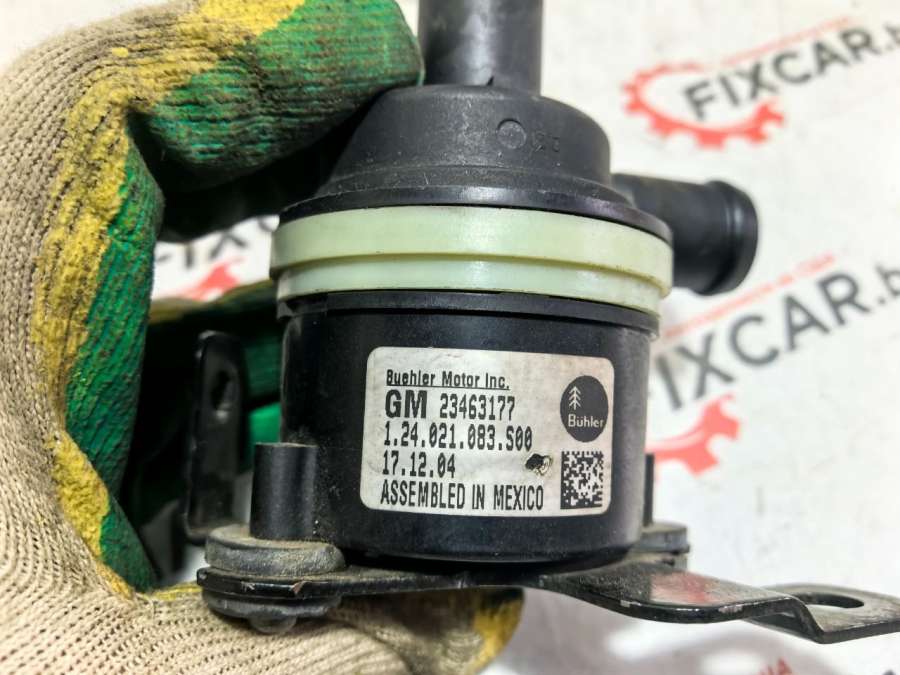 FIXCAR.b
Buehler Motor Inc.
GM 23463177
1.24.021.083.S00
17.12.04
ASSEMBLED IN MEXICO
Bühler
FIXCAR.b
FIX